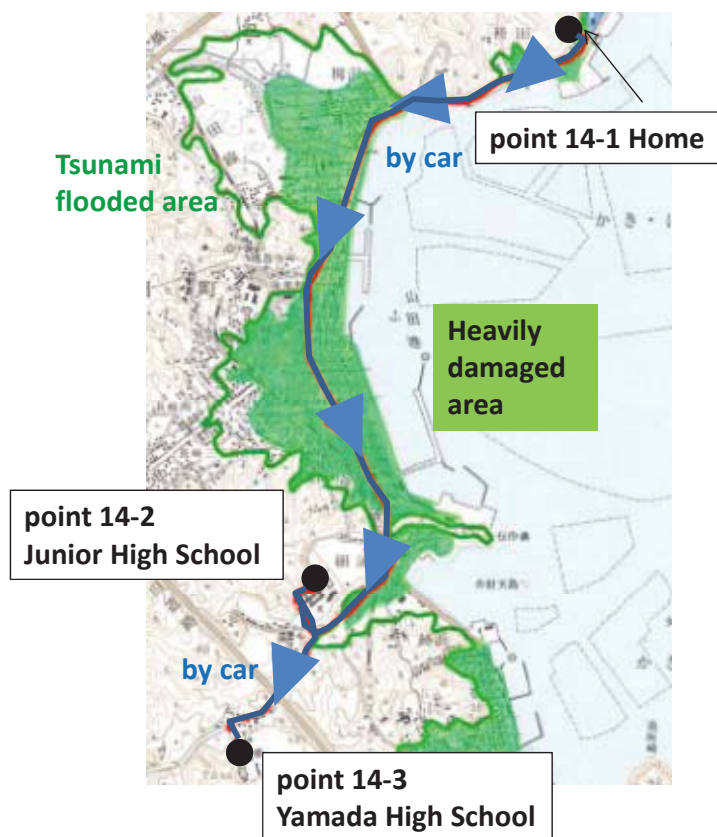 point 14-1 Home
by car
Tsunami
flooded area
Heavily
damaged
area
point 14-2
Junior High School
by car
point 14-3
Yamada High School